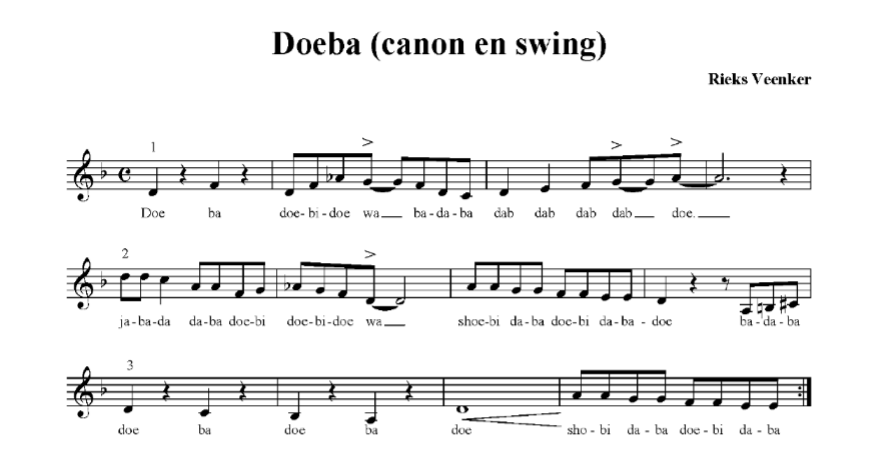 Doeba (canon en swing)
Rieks Veenker
1
Doe ba doe-bi-doe wa ba-da-ba dab dab dab dab doe.
2
ja-ba-da da-ba doe-bi doe-bi-doe wa shoe-bi da-ba doe-bi da-ba-doe ba-da-ba
3
doe ba doe ba doe sho-bi da-ba doe-bi da-ba